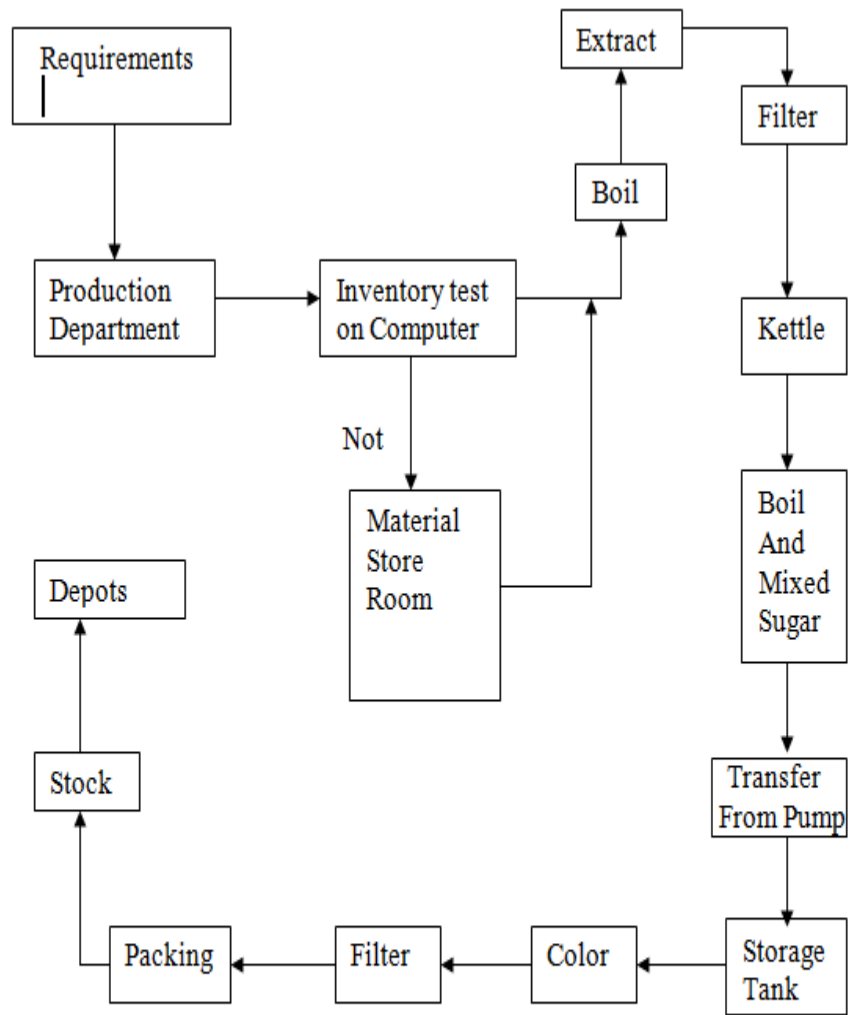 Requirements
Production
Department
Inventory test
on Computer
Not
Material
Store
Room
Boil
Extract
Filter
Kettle
Boil
And
Mixed
Sugar
Transfer
From Pump
Storage
Tank
Color
Filter
Packing
Stock
Depots